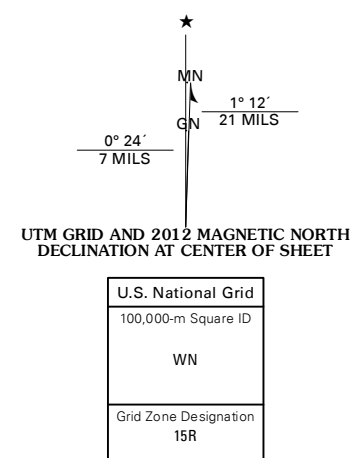 MN
1° 12´
21 MILS
GN
0° 24´
7 MILS
UTM GRID AND 2012 MAGNETIC NORTH
DECLINATION AT CENTER OF SHEET
U.S. National Grid
100,000-m Square ID
WN
Grid Zone Designation
15R